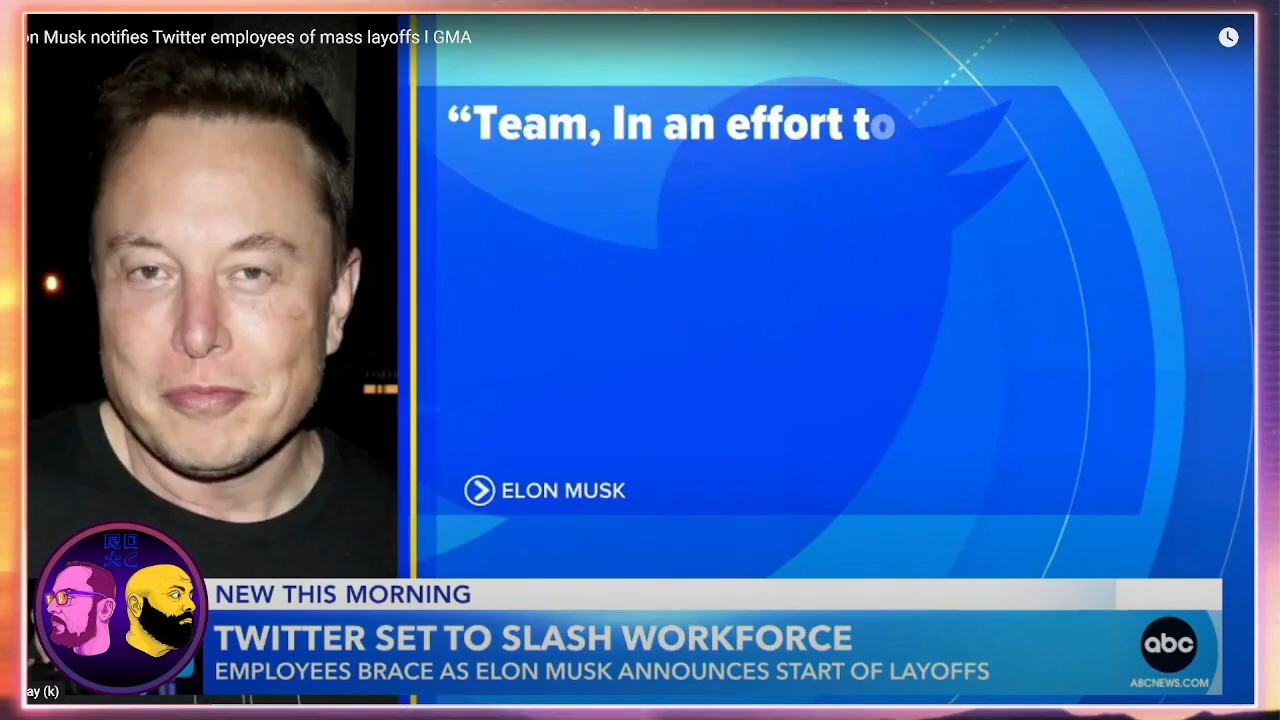 n Musk notifies Twitter employees of mass layoffs I GMA
“Team, In an effort to
ELON MUSK
NEW THIS MORNING
TWITTER SET TO SLASH WORKFORCE
EMPLOYEES BRACE AS ELON MUSK ANNOUNCES START OF LAYOFFS
abc
ABCNEWS.COM
ay (k)